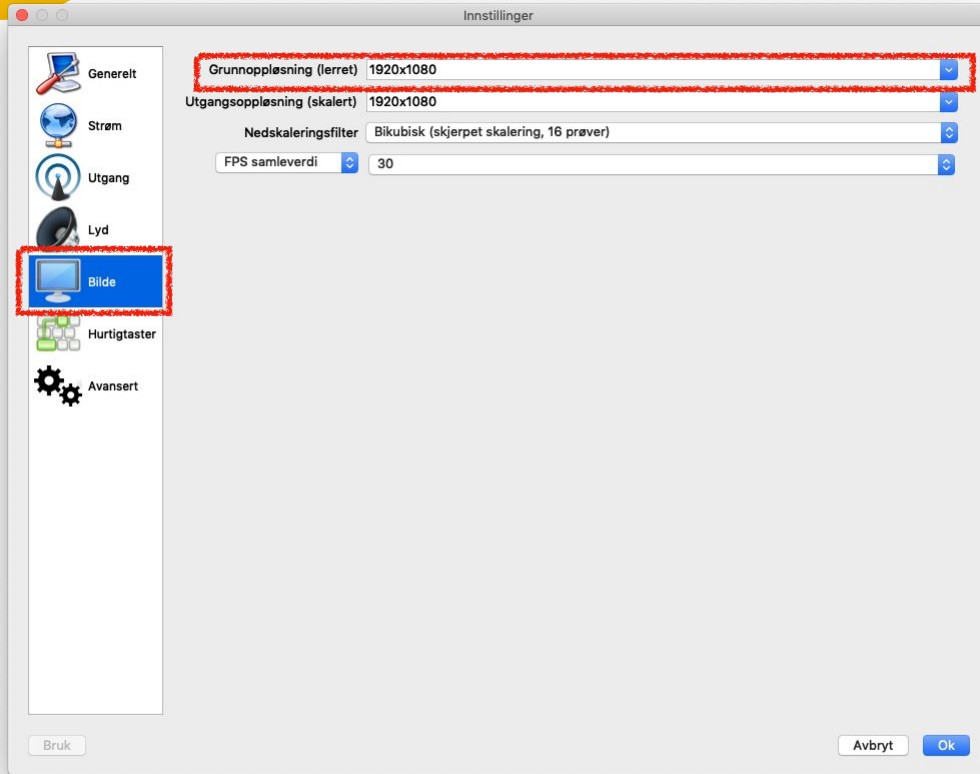 Innstillinger
Generelt
Strøm
Utgang
Lyd
Bilde
Hurtigtaster
Avansert
Grunnoppløsning (lerret) 1920x1080
Utgangsoppløsning (skalert) 1920x1080
Nedskaleringsfilter Bikubisk (skjerpet skalering, 16 prøver)
FPS samleverdi 30
Bruk Avbryt Ok